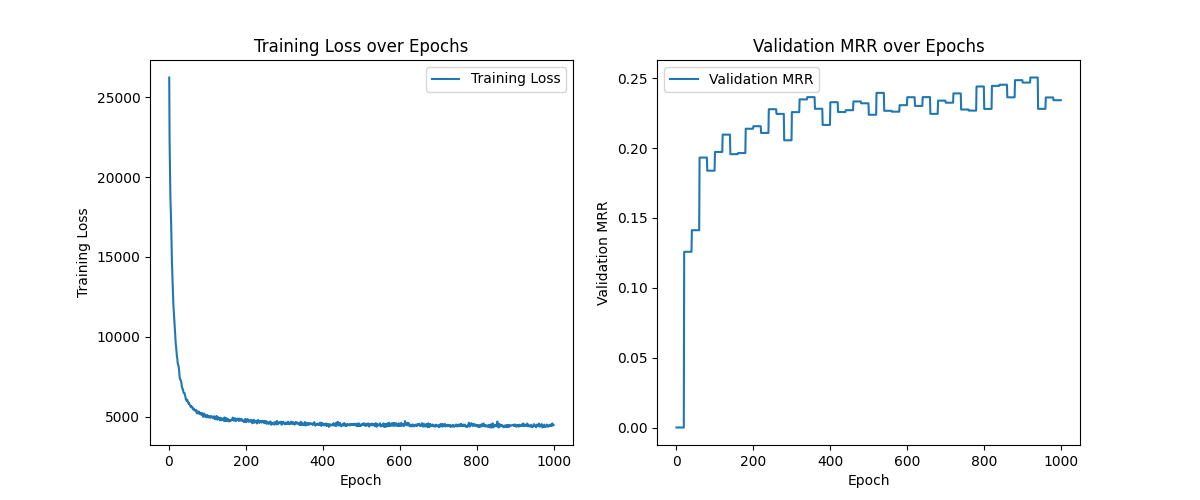 Training Loss over Epochs
Training Loss
25000
20000
15000
10000
5000
Training Loss
0
200
400
600
800
1000
Epoch
Validation MRR over Epochs
Validation MRR
0.25
0.20
0.15
0.10
0.05
0.00
Validation MRR
0
200
400
600
800
1000
Epoch